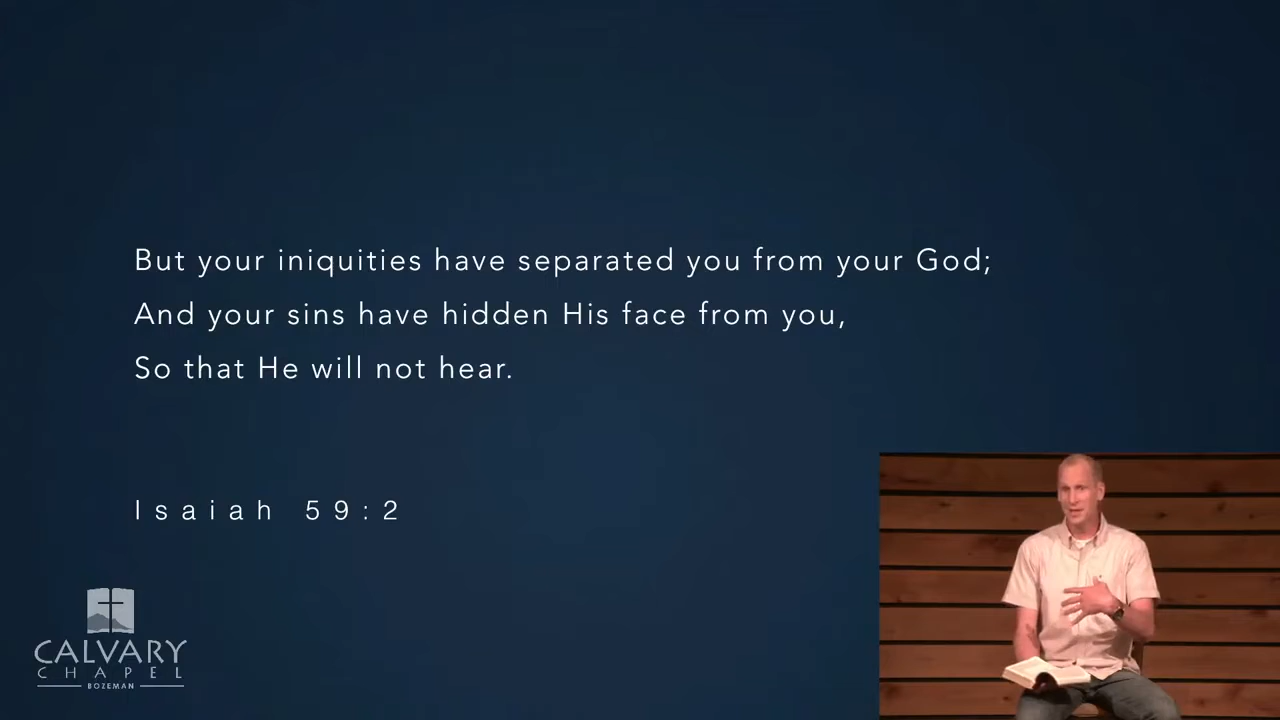 But your iniquities have separated you from your God;
And your sins have hidden His face from you,
So that He will not hear.
Isaiah 59:2
CALVARY
CHAPEL
BOZEMAN